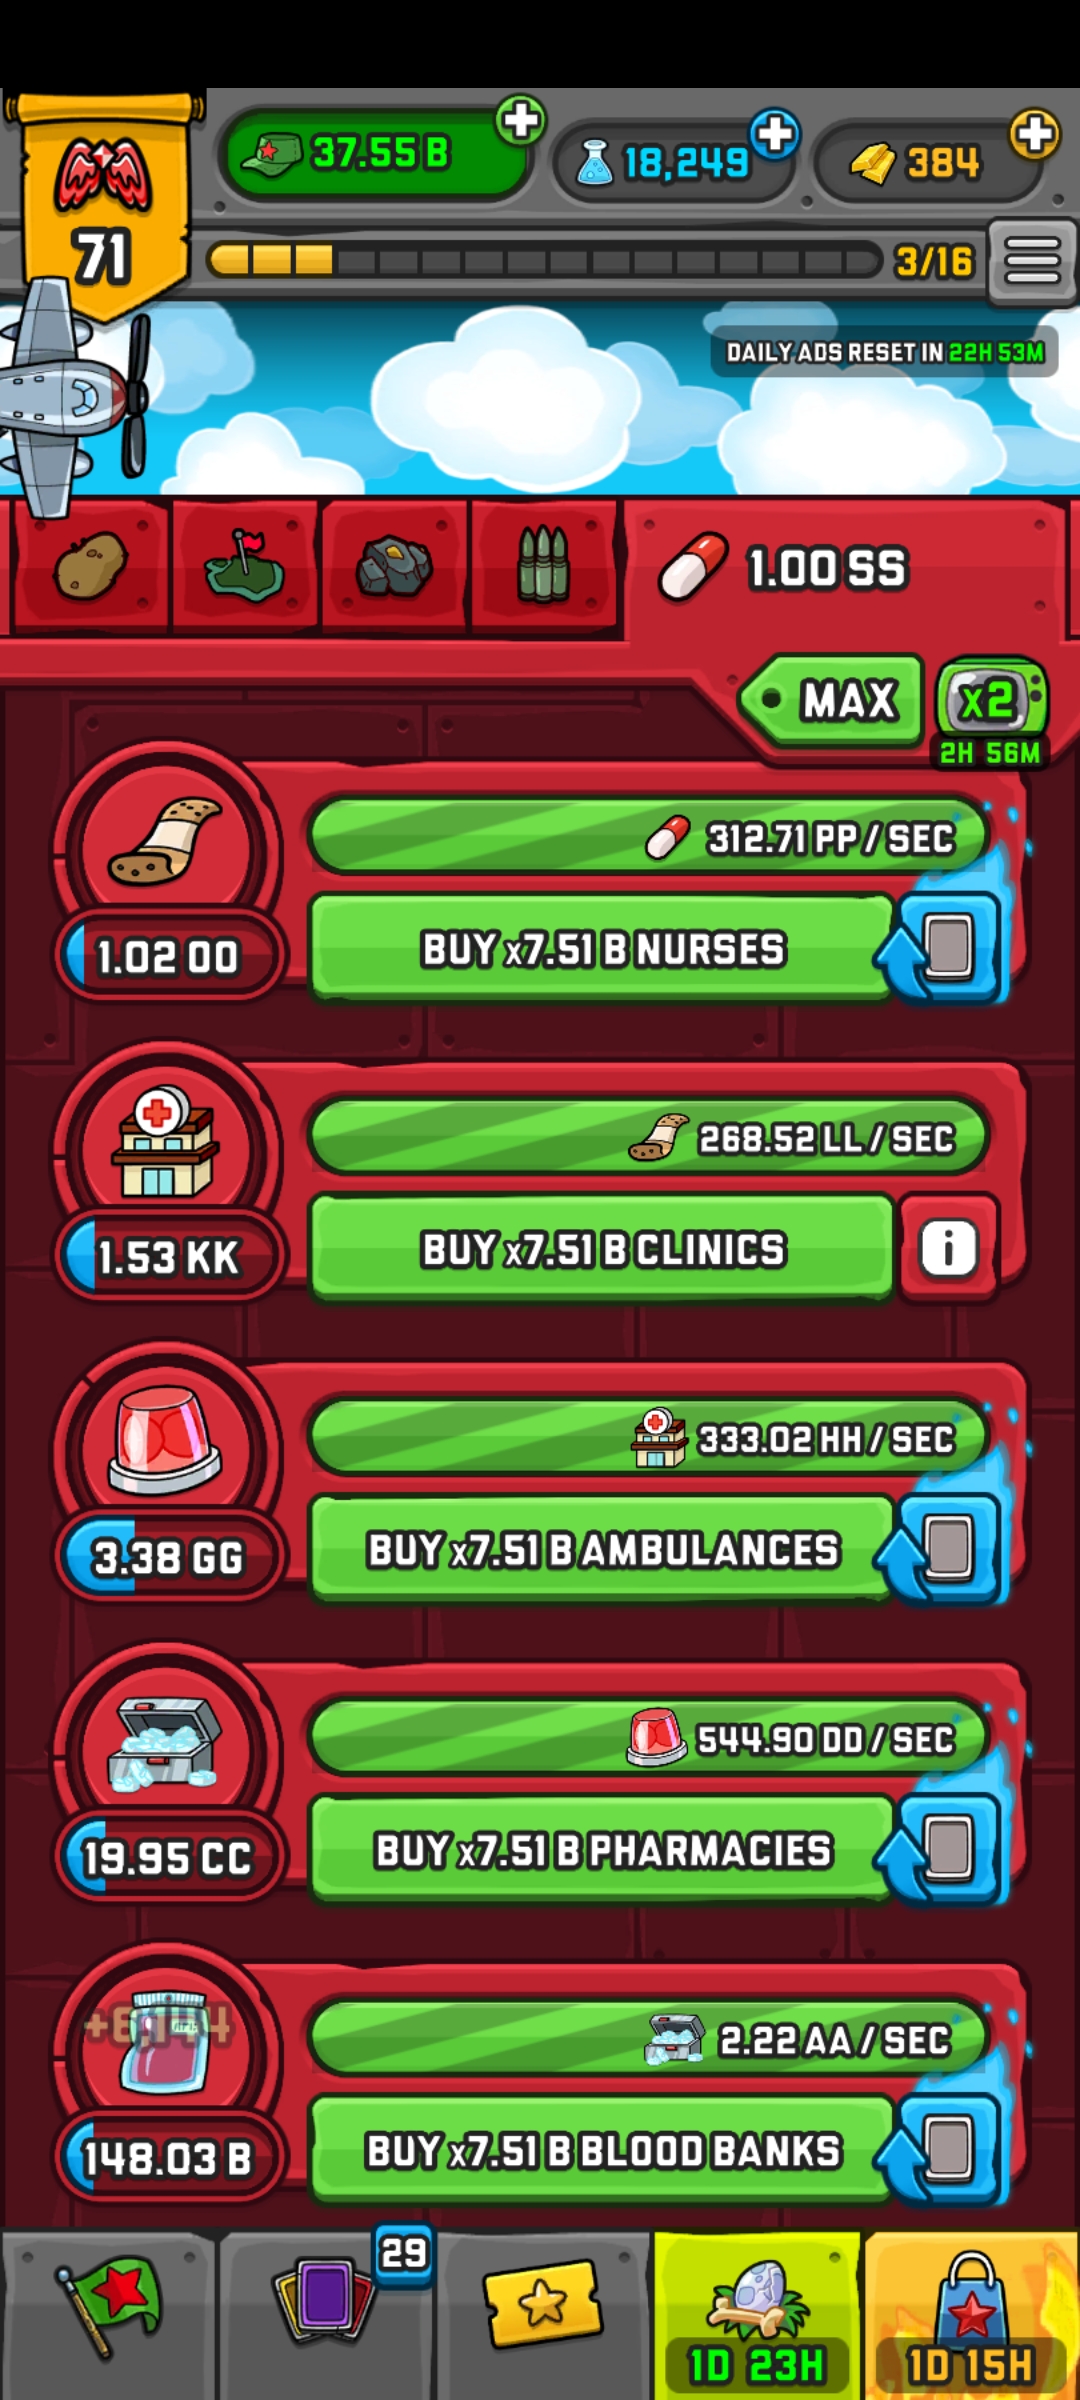 37.55 B
18,249
384
71
3/16
DAILY ADS RESET IN 22H 53M
1.00 SS
MAX
x2
2H 56M
312.71 PP / SEC
1.02 OO
BUY x7.51 B NURSES
268.52 LL / SEC
1.53 KK
BUY x7.51 B CLINICS
i
333.02 HH / SEC
3.38 GG
BUY x7.51 B AMBULANCES
544.90 DD / SEC
19.95 CC
BUY x7.51 B PHARMACIES
2.22 AA / SEC
148.03 B
BUY x7.51 B BLOOD BANKS
29
1D 23H
1D 15H